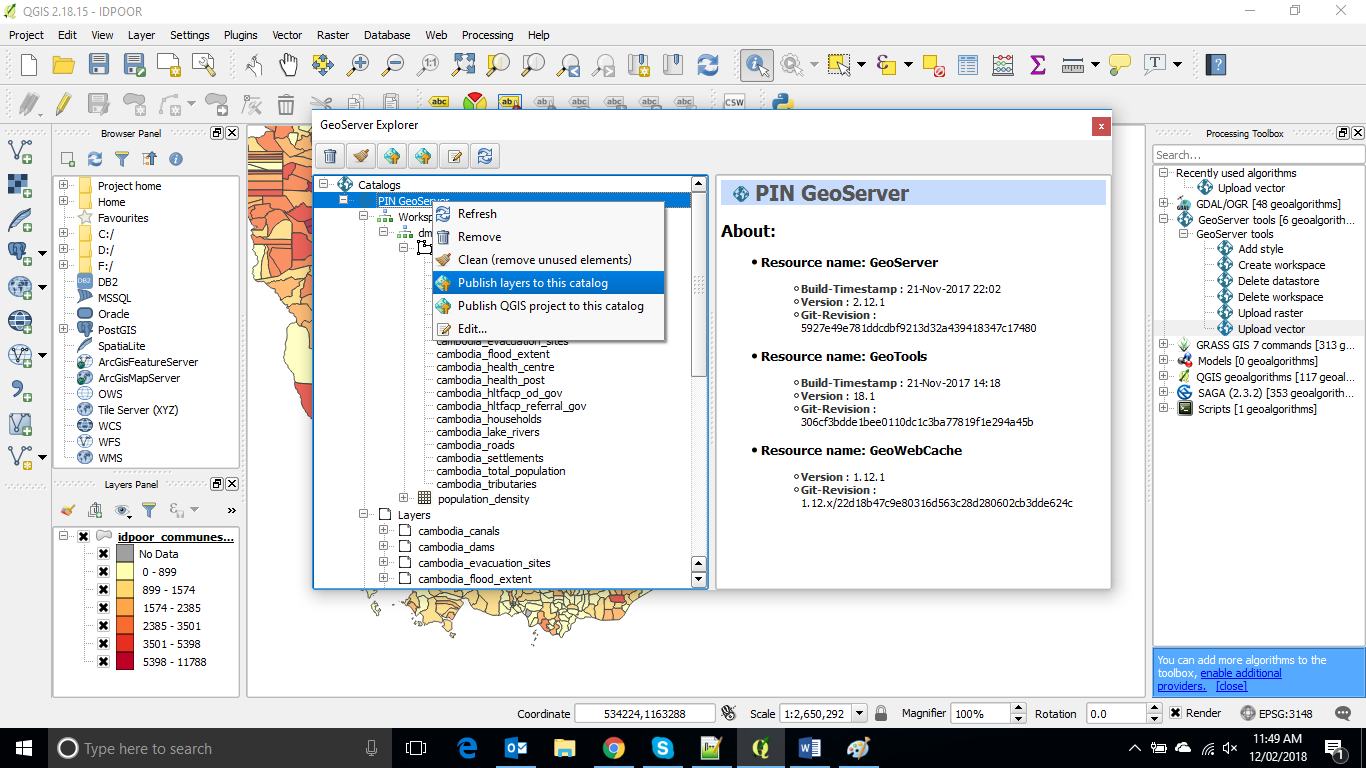 QGIS 2.18.15 - IDPOOR
Project Edit View Layer Settings Plugins Vector Raster Database Web Processing Help
abc abc abc abc abc abc abc CSW
Browser Panel
Project home
Home
Favourites
C:/
D:/
F:/
DB2
MSSQL
Oracle
PostGIS
SpatiaLite
ArcGisFeatureServer
ArcGisMapServer
OWS
Tile Server (XYZ)
WCS
WFS
WMS
Layers Panel
»
idpoor_communes...
No Data
0 - 899
899 - 1574
1574 - 2385
2385 - 3501
3501 - 5398
5398 - 11788
GeoServer Explorer
Catalogs
PIN GeoServer
Worksp
dm
Refresh
Remove
Clean (remove unused elements)
Publish layers to this catalog
Publish QGIS project to this catalog
Edit...
cambodia_evacuation_sites
cambodia_flood_extent
cambodia_health_centre
cambodia_health_post
cambodia_hltfacp_od_gov
cambodia_hltfacp_referral_gov
cambodia_households
cambodia_lake_rivers
cambodia_roads
cambodia_settlements
cambodia_total_population
cambodia_tributaries
population_density
Layers
cambodia_canals
cambodia_dams
cambodia_evacuation_sites
cambodia_flood_extent
PIN GeoServer
About:
Resource name: GeoServer
Build-Timestamp : 21-Nov-2017 22:02
Version : 2.12.1
Git-Revision :
5927e49e781ddcdbf9213d32a439418347c17480
Resource name: GeoTools
Build-Timestamp : 21-Nov-2017 14:18
Version : 18.1
Git-Revision :
306cf3bdde1bee0110dc1c3ba77819f1e294a45b
Resource name: GeoWebCache
Version : 1.12.1
Git-Revision :
1.12.x/22d18b47c9e80316d563c28d280602cb3dde624c
Processing Toolbox
Search...
Recently used algorithms
Upload vector
GDAL/OGR [48 geoalgorithms]
GeoServer tools [6 geoalgorith...
GeoServer tools
Add style
Create workspace
Delete datastore
Delete workspace
Upload raster
Upload vector
GRASS GIS 7 commands [313 g...
Models [0 geoalgorithms]
QGIS geoalgorithms [117 geoal...
SAGA (2.3.2) [353 geoalgorith...
Scripts [1 geoalgorithms]
You can add more algorithms to the
toolbox, enable additional
providers. [close]
Coordinate 534224,1163288 Scale 1:2,650,292 Magnifier 100% Rotation 0.0 Render EPSG:3148
Type here to search
11:49 AM
12/02/2018
1